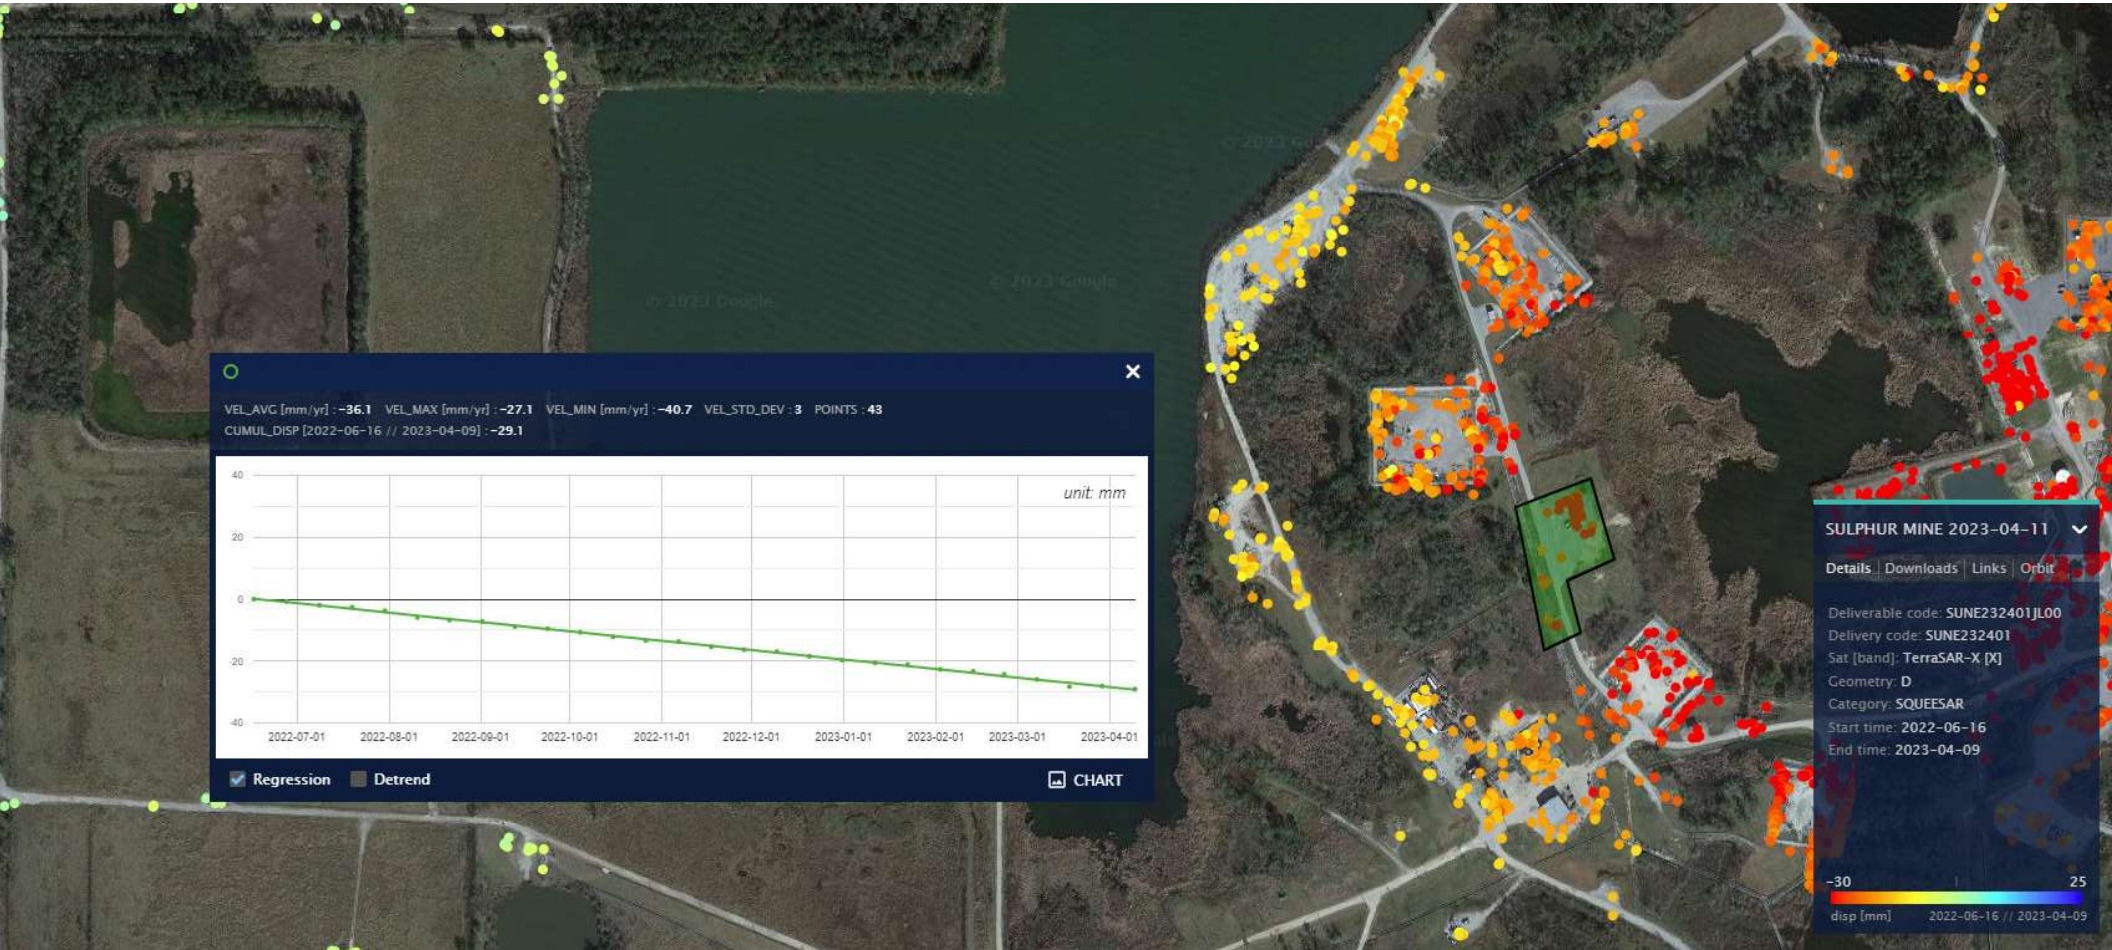 © 2023 Google
© 2023 Google
VEL_AVG [mm/yr] : -36.1 VEL_MAX [mm/yr] : -27.1 VEL_MIN [mm/yr] : -40.7 VEL_STD_DEV : 3 POINTS : 43
CUMUL_DISP [2022-06-16 // 2023-04-09] : -29.1
unit: mm
40
20
0
-20
-40
2022-07-01 2022-08-01 2022-09-01 2022-10-01 2022-11-01 2022-12-01 2023-01-01 2023-02-01 2023-03-01 2023-04-01
Regression Detrend CHART
SULPHUR MINE 2023-04-11
Details | Downloads | Links | Orbit
Deliverable code: SUNE232401JL00
Delivery code: SUNE232401
Sat [band]: TerraSAR-X [X]
Geometry: D
Category: SQUEESAR
Start time: 2022-06-16
End time: 2023-04-09
-30 25
disp [mm] 2022-06-16 // 2023-04-09